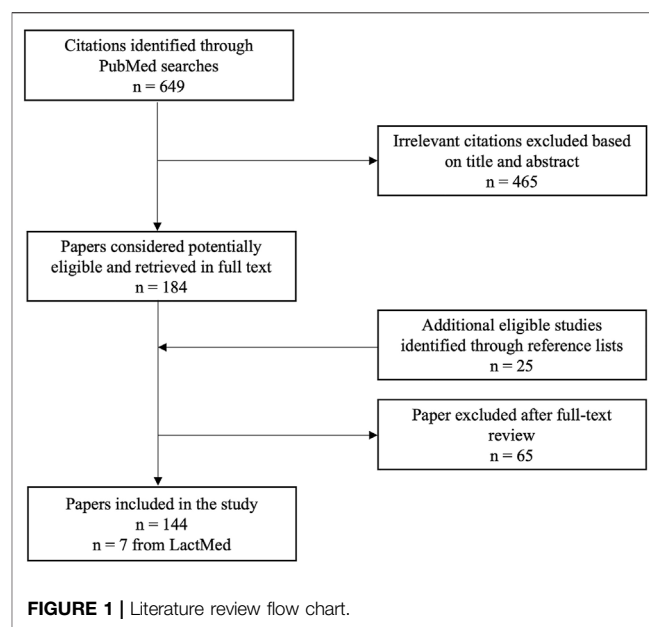 Citations identified through
PubMed searches
n = 649
Irrelevant citations excluded based
on title and abstract
n = 465
Papers considered potentially
eligible and retrieved in full text
n = 184
Additional eligible studies
identified through reference lists
n = 25
Paper excluded after full-text
review
n = 65
Papers included in the study
n = 144
n = 7 from LactMed
FIGURE 1 | Literature review flow chart.